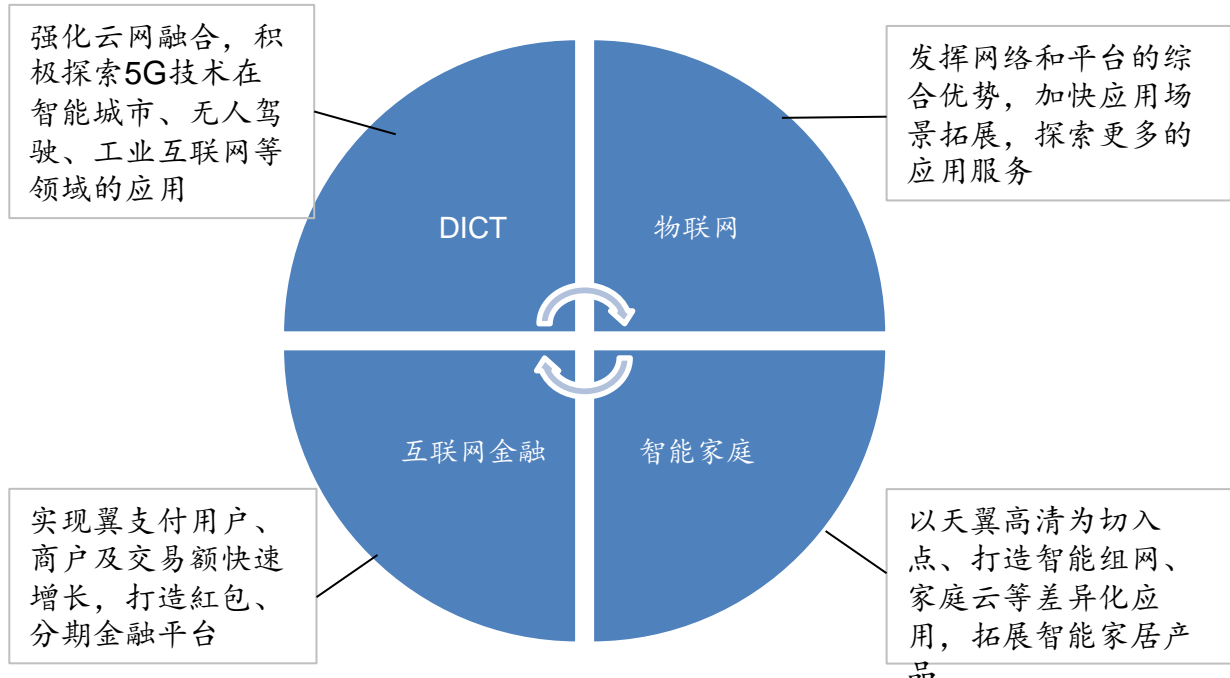 强化云网融合，积
极探索5G技术在
智能城市、无人驾
驶、工业互联网等
领域的应用
发挥网络和平台的综
合优势，加快应用场
景拓展，探索更多的
应用服务
DICT
物联网
互联网金融
智能家庭
实现翼支付用户、
商户及交易额快速
增长，打造紅包、
分期金融平台
以天翼高清为切入
点、打造智能组网、
家庭云等差异化应
用，拓展智能家居产
品